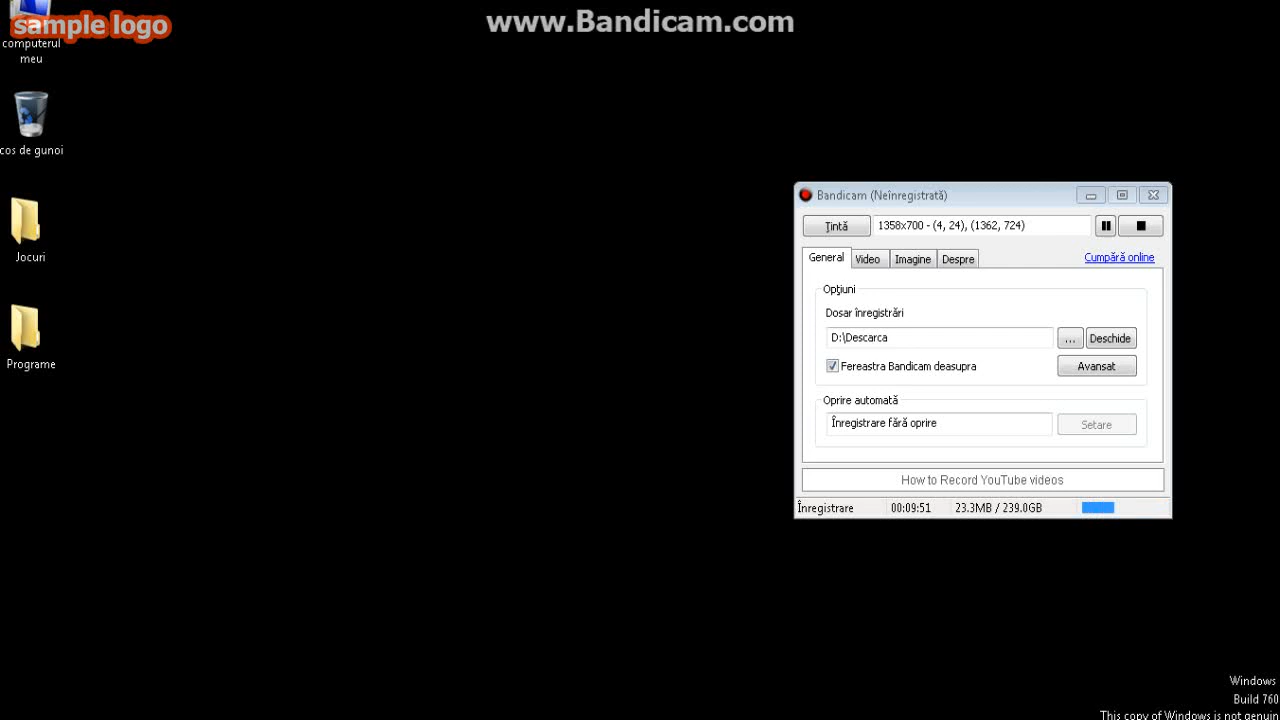 www.Bandicam.com
sample logo
computerul
meu
cos de gunoi
Jocuri
Programe
Bandicam (Neînregistrată)
Țintă
1358x700 - (4, 24), (1362, 724)
General
Video
Imagine
Despre
Cumpără online
Opţiuni
Dosar înregistrări
D:\Descarca
...
Deschide
Fereastra Bandicam deasupra
Avansat
Oprire automată
Înregistrare fără oprire
Setare
How to Record YouTube videos
Înregistrare
00:09:51
23.3MB / 239.0GB
Windows
Build 760
This copy of Windows is not genuin